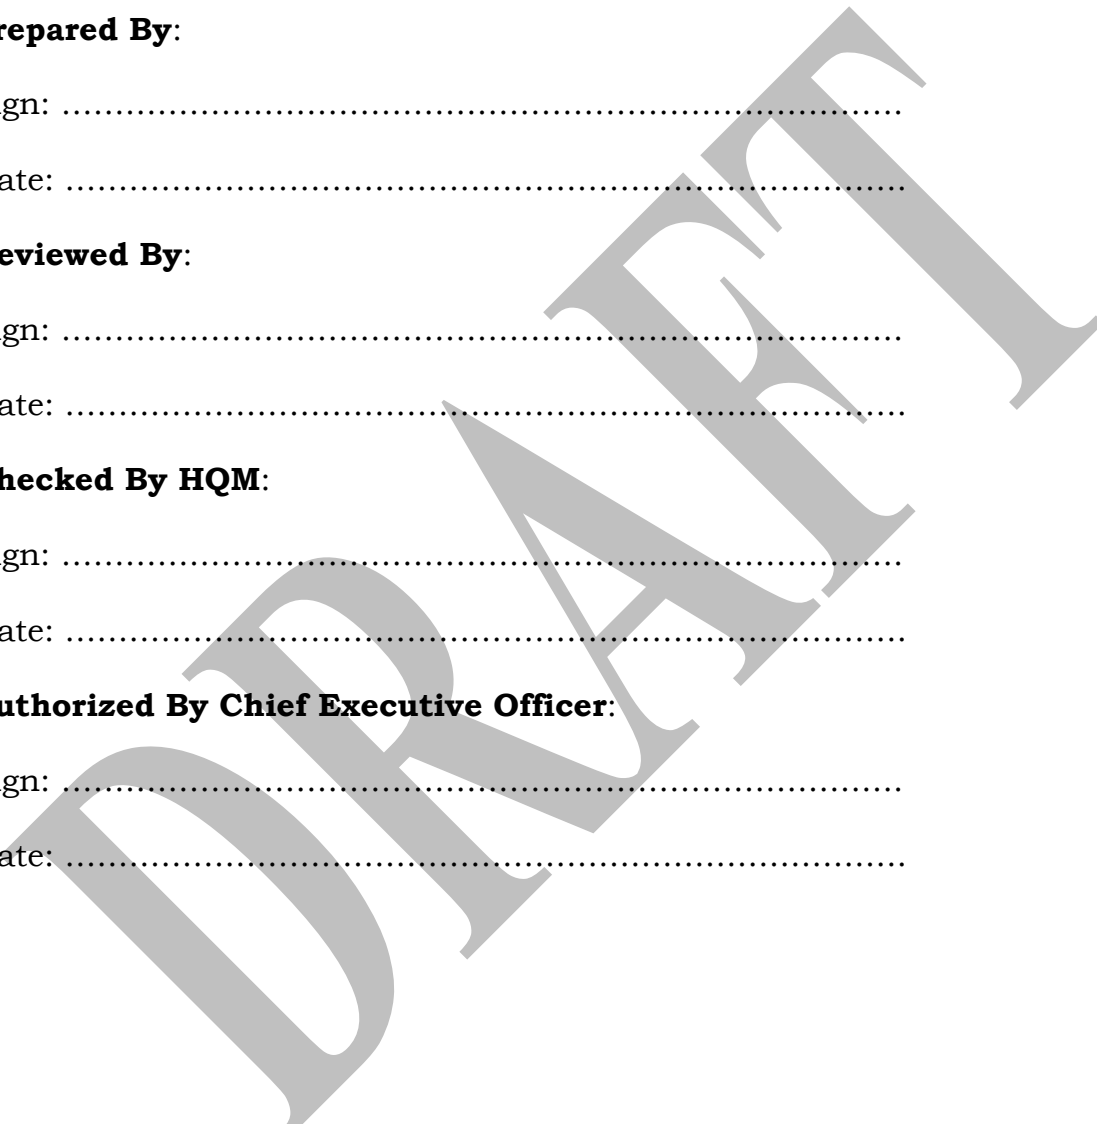 repared By:
gn: ........................................................................
ate: ........................................................................
eviewed By:
gn: ........................................................................
ate: ........................................................................
hecked By HQM:
gn: ........................................................................
ate: ........................................................................
uthorized By Chief Executive Officer:
gn: ........................................................................
ate: ........................................................................
DRAFT